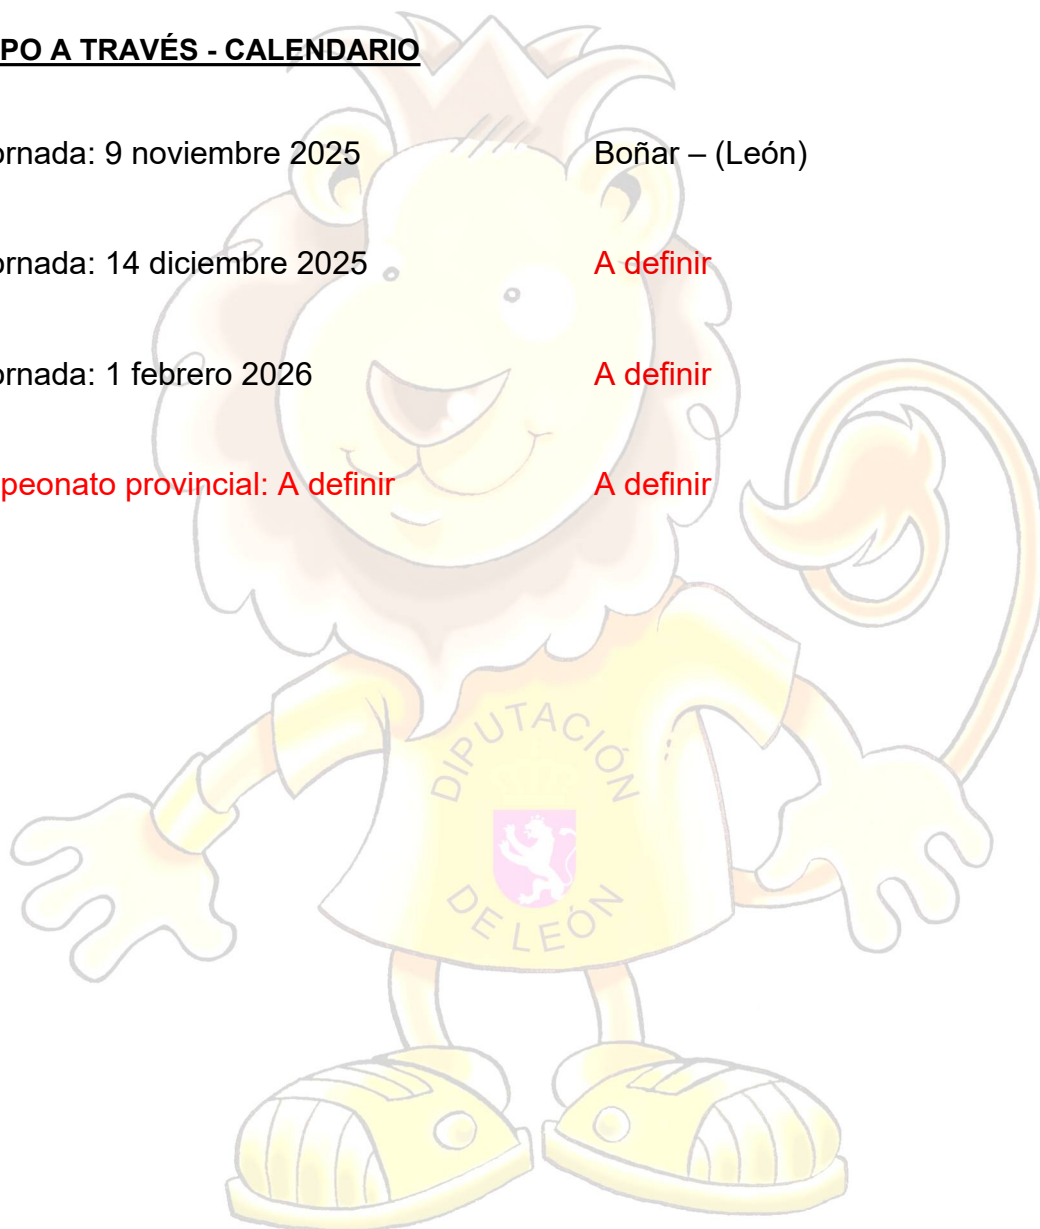 PO A TRAVÉS - CALENDARIO
ornada: 9 noviembre 2025 Boñar – (León)
ornada: 14 diciembre 2025 A definir
ornada: 1 febrero 2026 A definir
peonato provincial: A definir A definir
DIPUTACIÓN
DE LEÓN